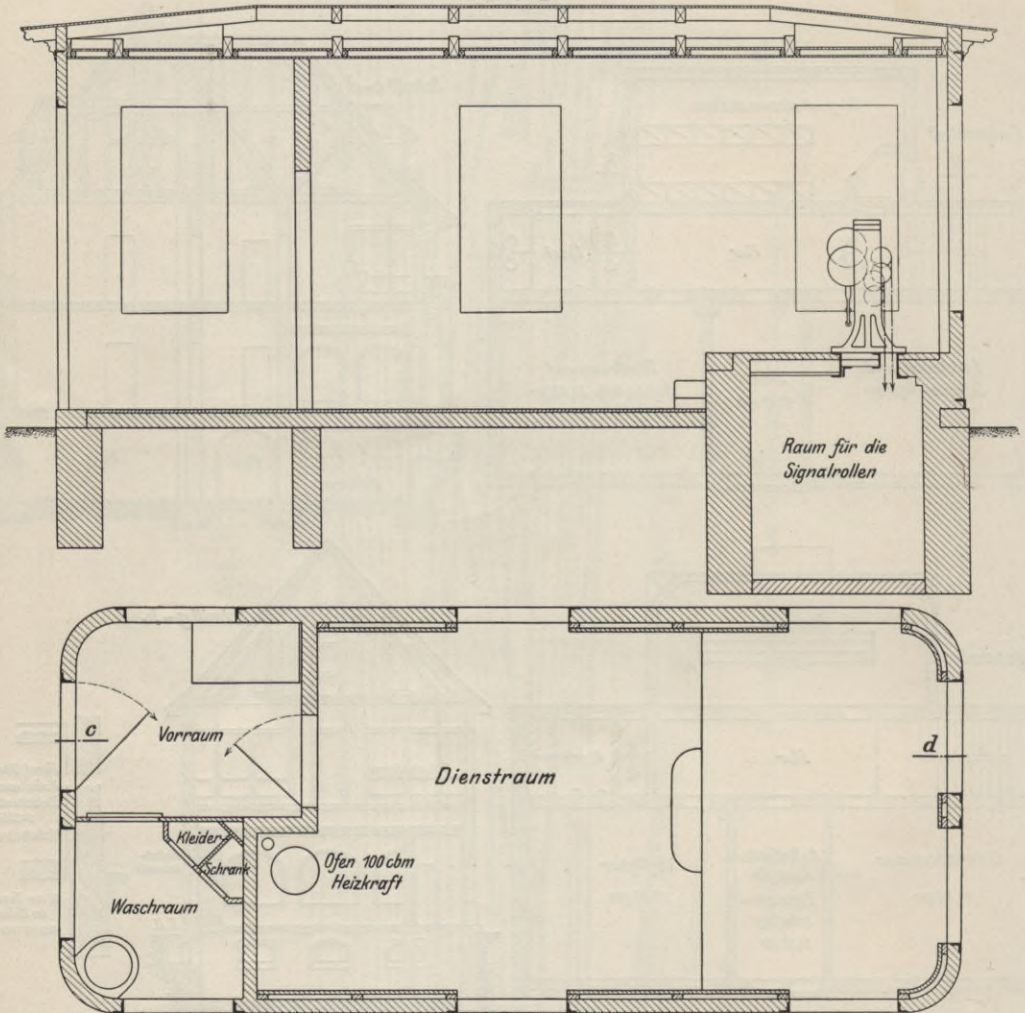 Raum für die
Signalrollen
c
Vorraum
d
Dienstraum
Kleider-
Schrank
Ofen 100 cbm
Heizkraft
Waschraum